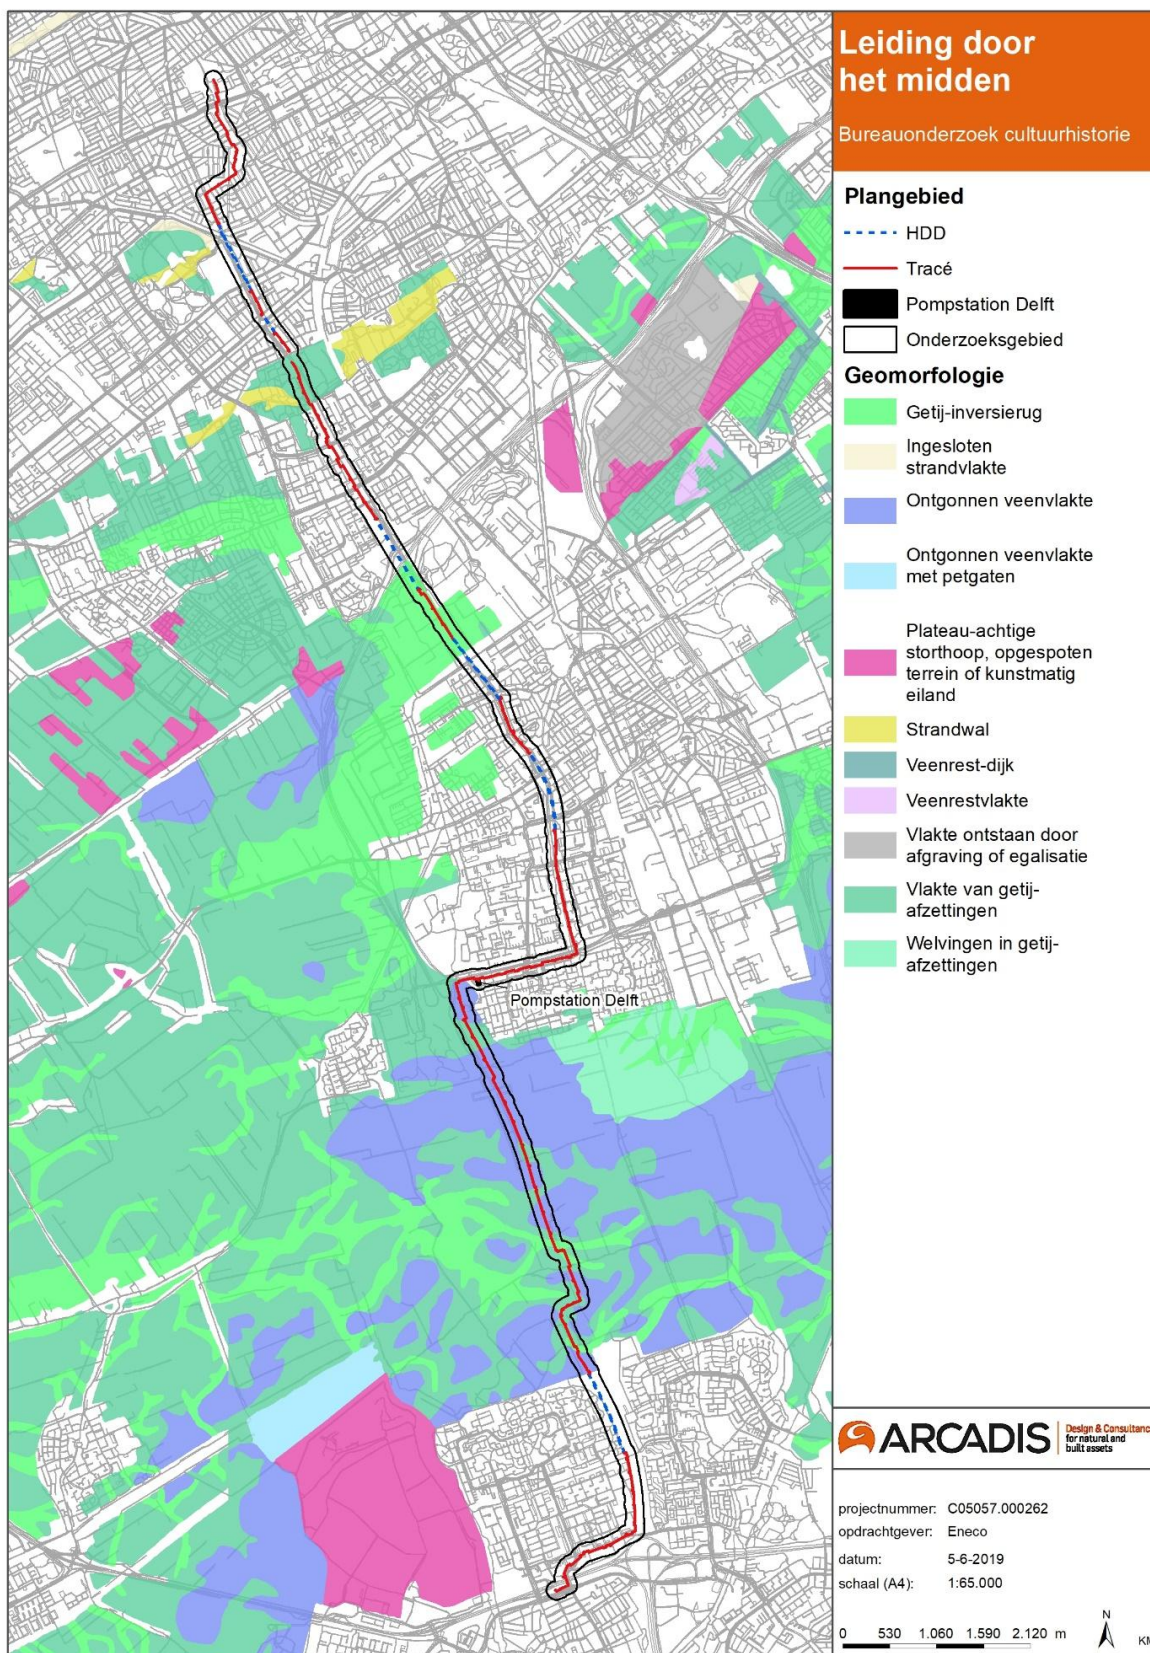 Leiding door
het midden
Bureauonderzoek cultuurhistorie
Plangebied
HDD
Tracé
Pompstation Delft
Onderzoeksgebied
Geomorfologie
Getij-inversierug
Ingesloten
strandvlakte
Ontgonnen veenvlakte
Ontgonnen veenvlakte
met petgaten
Plateau-achtige
storthoop, opgespoten
terrein of kunstmatig
eiland
Strandwal
Veenrest-dijk
Veenrestvlakte
Vlakte ontstaan door
afgraving of egalisatie
Vlakte van getij-
afzettingen
Welvingen in getij-
afzettingen
Pompstation Delft
ARCADIS
Design & Consultanc
for natural and
built assets
projectnummer: C05057.000262
opdrachtgever: Eneco
datum: 5-6-2019
schaal (A4): 1:65.000
N
0 530 1.060 1.590 2.120 m
KM